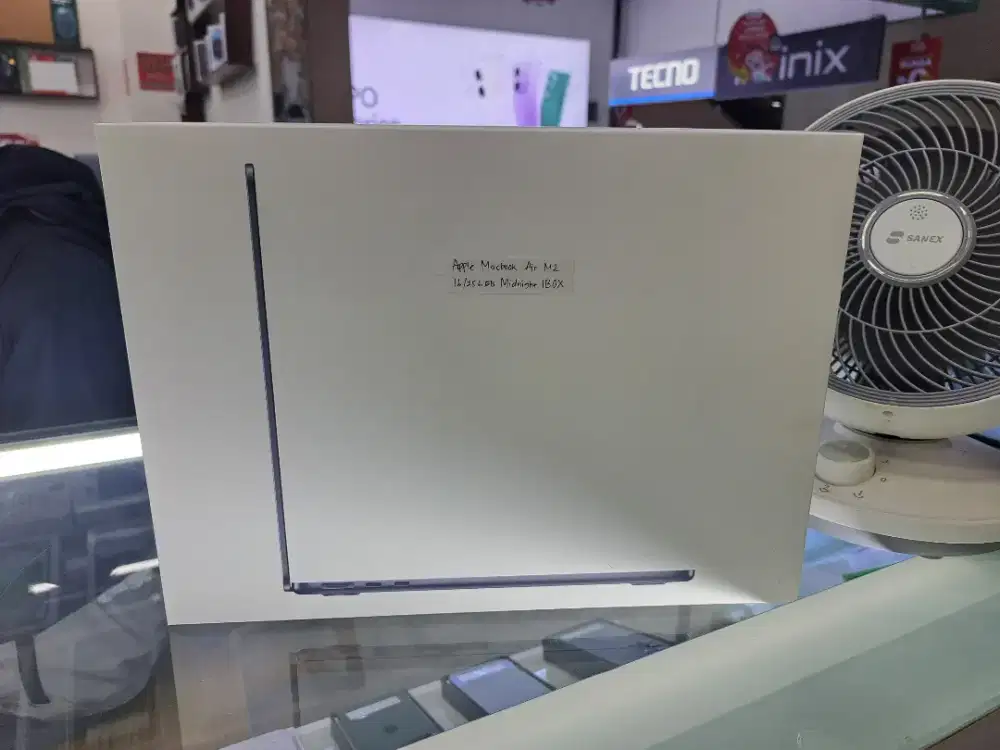 TECNO
inix
SANEX
Apple Macbook Air M2
16/256GB Midnight IBOX